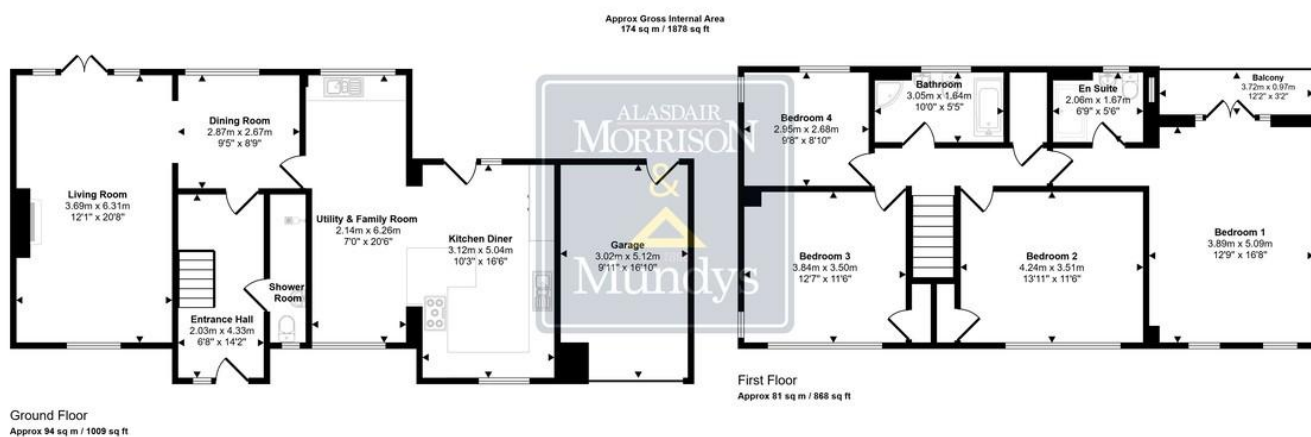 Approx Gross Internal Area
174 sq m / 1878 sq ft
Dining Room
2.87m x 2.67m
9'5" x 8'9"
Living Room
3.69m x 6.31m
12'1" x 20'8"
Utility & Family Room
2.14m x 6.26m
7'0" x 20'6"
Kitchen Diner
3.12m x 5.04m
10'3" x 16'6"
Garage
3.02m x 5.12m
9'11" x 16'10"
Shower
Room
Entrance Hall
2.03m x 4.33m
6'8" x 14'2"
Ground Floor
Approx 94 sq m / 1009 sq ft
ALASDAIR
MORRISON
&
Mundys
Bedroom 4
2.95m x 2.68m
9'8" x 8'10"
Bathroom
3.05m x 1.64m
10'0" x 5'5"
En Suite
2.06m x 1.67m
6'9" x 5'6"
Balcony
3.72m x 0.97m
12'2" x 3'2"
Bedroom 3
3.84m x 3.50m
12'7" x 11'6"
Bedroom 2
4.24m x 3.51m
13'11" x 11'6"
Bedroom 1
3.89m x 5.09m
12'9" x 16'8"
First Floor
Approx 81 sq m / 868 sq ft